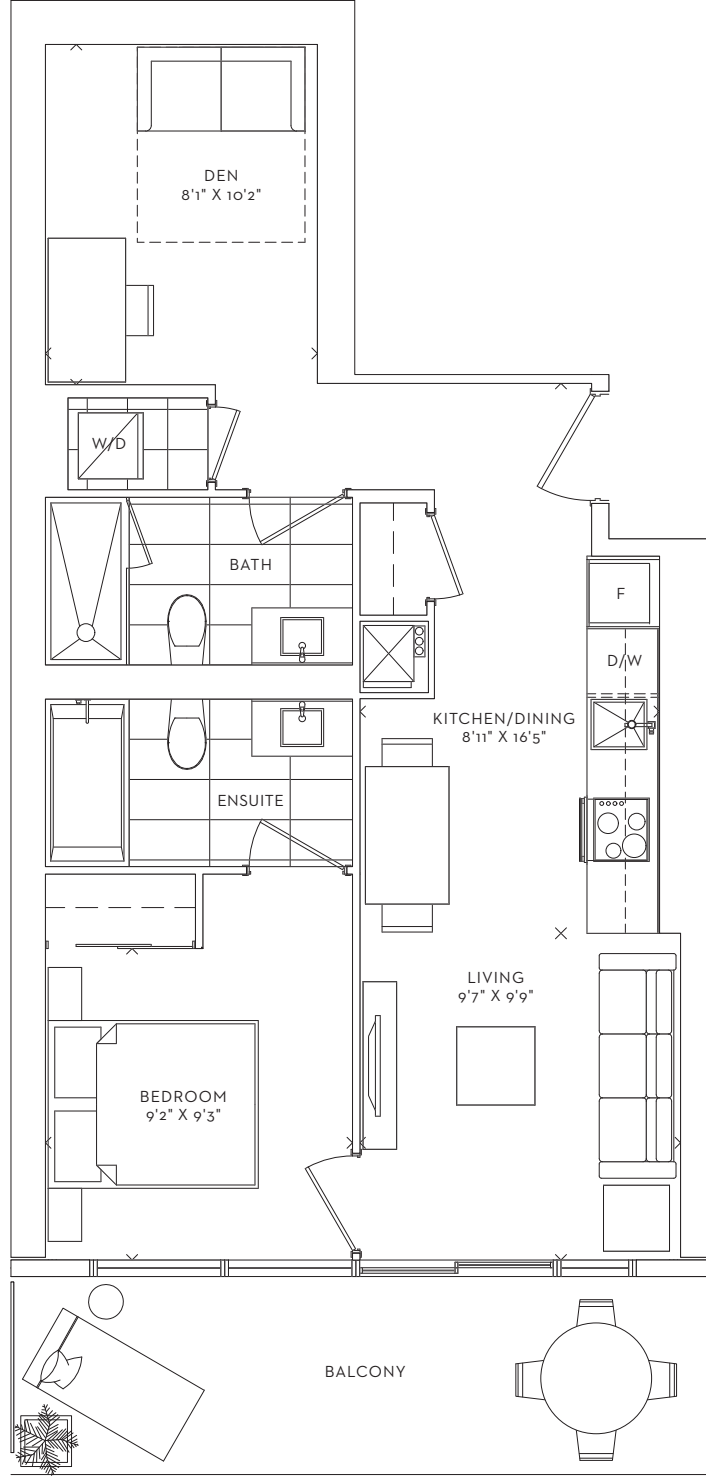 DEN
8'1" X 10'2"
W/D
BATH
F
D/W
KITCHEN/DINING
8'11" X 16'5"
ENSUITE
LIVING
9'7" X 9'9"
BEDROOM
9'2" X 9'3"
BALCONY